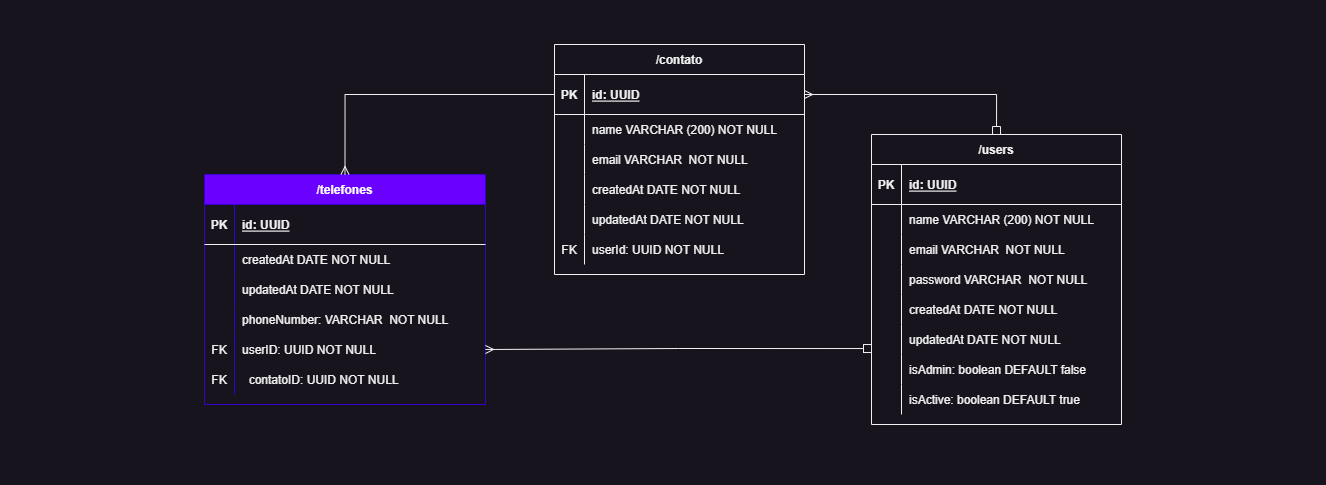 /contato
PK id: UUID
name VARCHAR (200) NOT NULL
email VARCHAR  NOT NULL
createdAt DATE NOT NULL
updatedAt DATE NOT NULL
FK userId: UUID NOT NULL
/users
PK id: UUID
name VARCHAR (200) NOT NULL
email VARCHAR  NOT NULL
password VARCHAR  NOT NULL
createdAt DATE NOT NULL
updatedAt DATE NOT NULL
isAdmin: boolean DEFAULT false
isActive: boolean DEFAULT true
/telefones
PK id: UUID
createdAt DATE NOT NULL
updatedAt DATE NOT NULL
phoneNumber: VARCHAR  NOT NULL
FK userID: UUID NOT NULL
FK contatoID: UUID NOT NULL